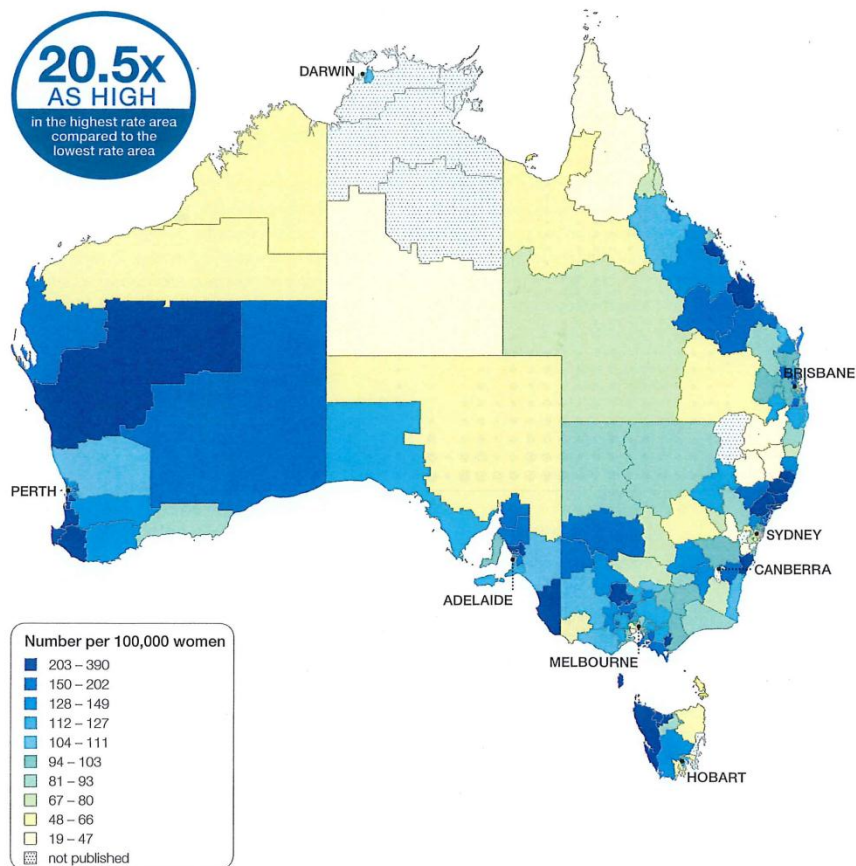 20.5x
AS HIGH
in the highest rate area
compared to the
lowest rate area
DARWIN
BRISBANE
PERTH
SYDNEY
CANBERRA
ADELAIDE
MELBOURNE
HOBART
Number per 100,000 women
203 – 390
150 – 202
128 – 149
112 – 127
104 – 111
94 – 103
81 – 93
67 – 80
48 – 66
19 – 47
not published